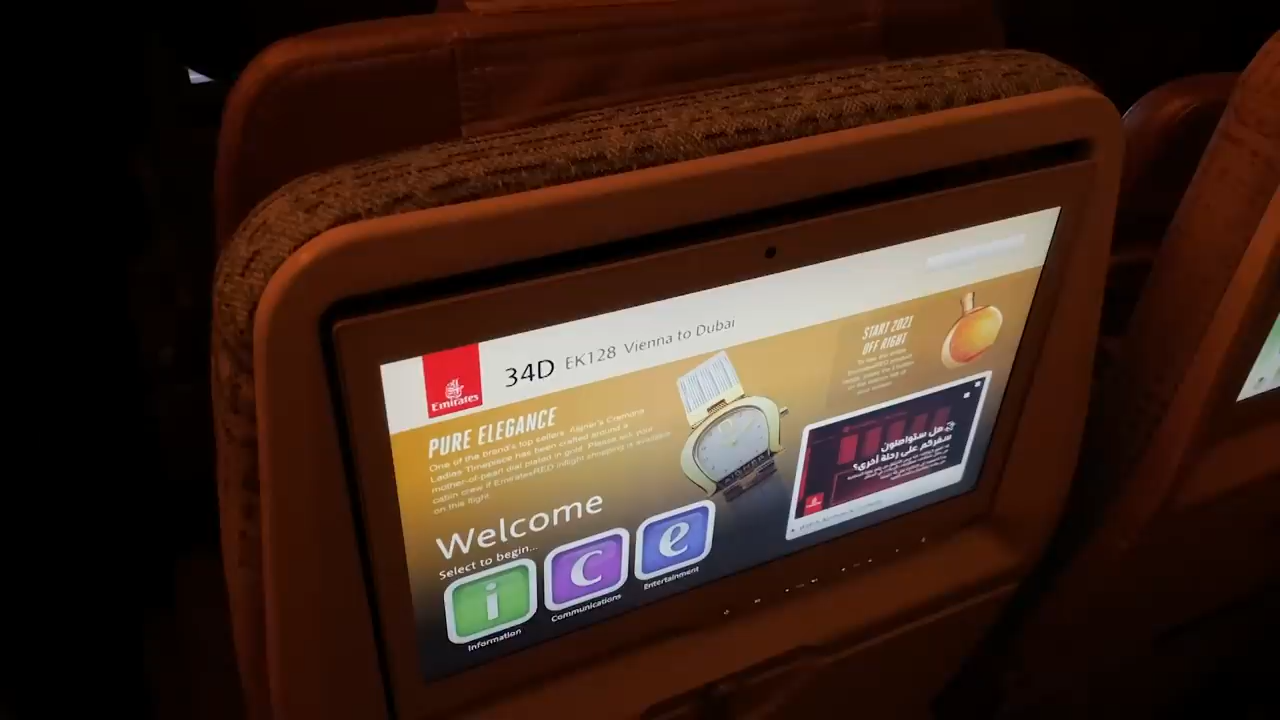 Emirates
34D EK128 Vienna to Dubai
PURE ELEGANCE
One of the brand's top sellers, Aigner's Cremona
Ladies Timepiece has been crafted around a
mother-of-pearl dial plated in gold. Please ask your
cabin crew if EmiratesRED inflight shopping is available
on this flight.
START 2021
OFF RIGHT
هل ستواصلون
سفركم على رحلة أخرى؟
Welcome
Select to begin...
i
Information
c
Communications
e
Entertainment